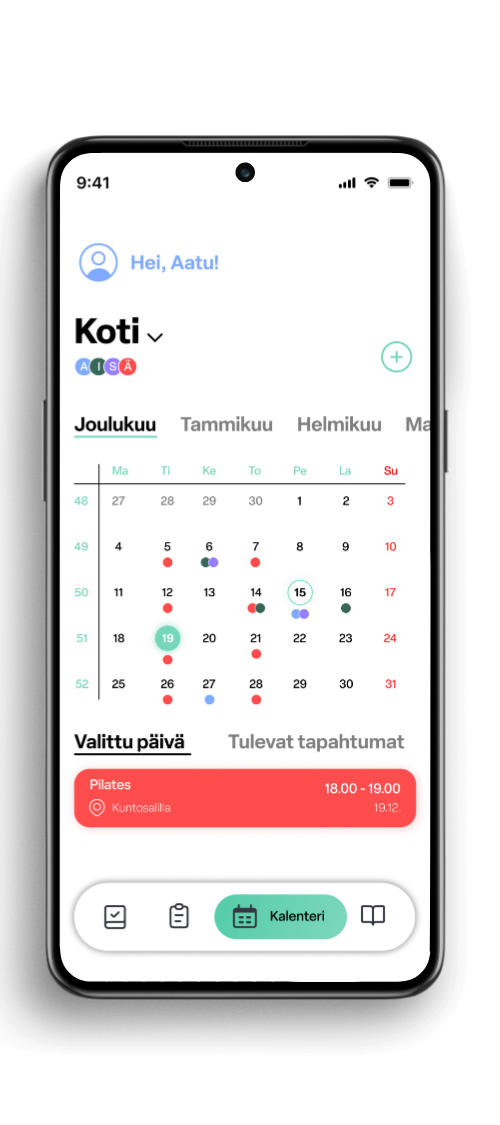 9:41
Hei, Aatu!
Koti
A I S Ä
Joulukuu Tammikuu Helmikuu Ma
Ma Ti Ke To Pe La Su
48 27 28 29 30 1 2 3
49 4 5 6 7 8 9 10
50 11 12 13 14 15 16 17
51 18 19 20 21 22 23 24
52 25 26 27 28 29 30 31
Valittu päivä Tulevat tapahtumat
Pilates 18.00 - 19.00
Kuntosalilla 19.12.
Kalenteri